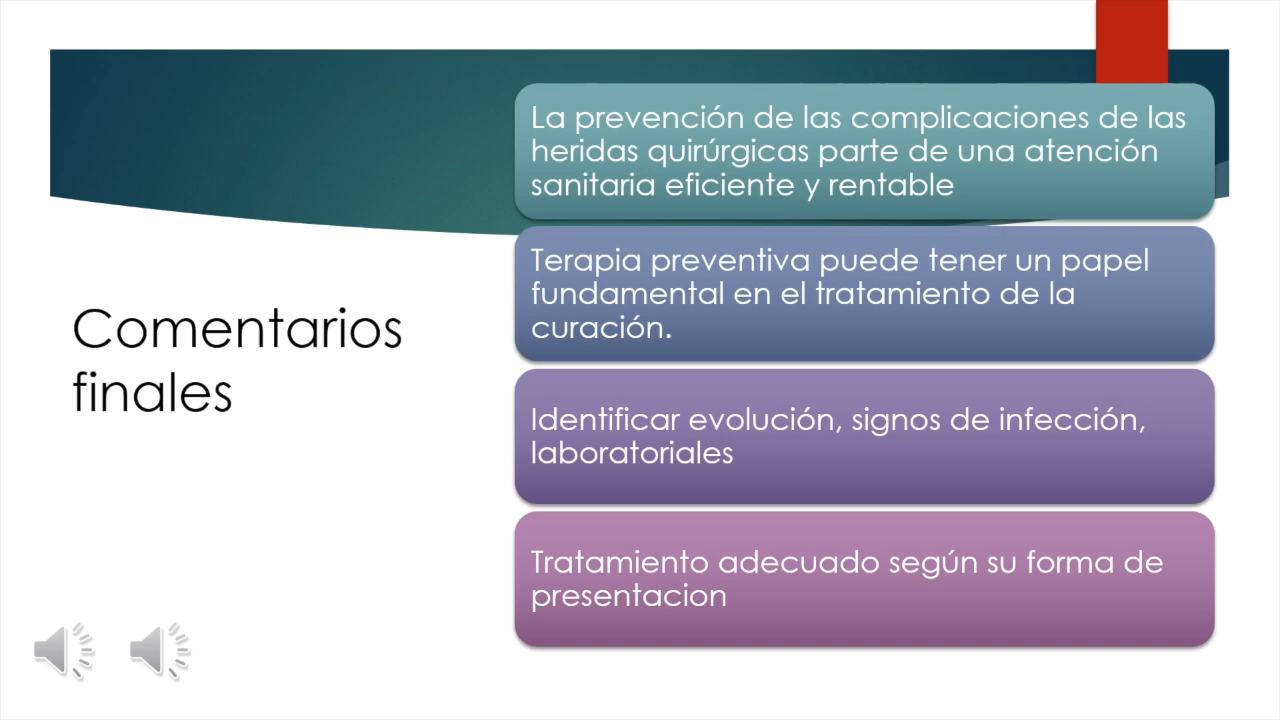 Comentarios
finales
La prevención de las complicaciones de las
heridas quirúrgicas parte de una atención
sanitaria eficiente y rentable
Terapia preventiva puede tener un papel
fundamental en el tratamiento de la
curación.
Identificar evolución, signos de infección,
laboratoriales
Tratamiento adecuado según su forma de
presentacion